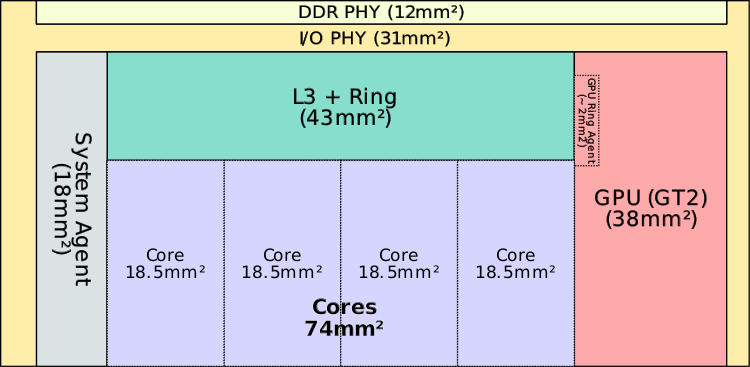 DDR PHY (12mm²)
I/O PHY (31mm²)
L3 + Ring
(43mm²)
GPU Ring Agent
(~ 2mm2)
System Agent
(18mm²)
GPU (GT2)
(38mm²)
Core
18.5mm²
Core
18.5mm²
Core
18.5mm²
Core
18.5mm²
Cores
74mm²